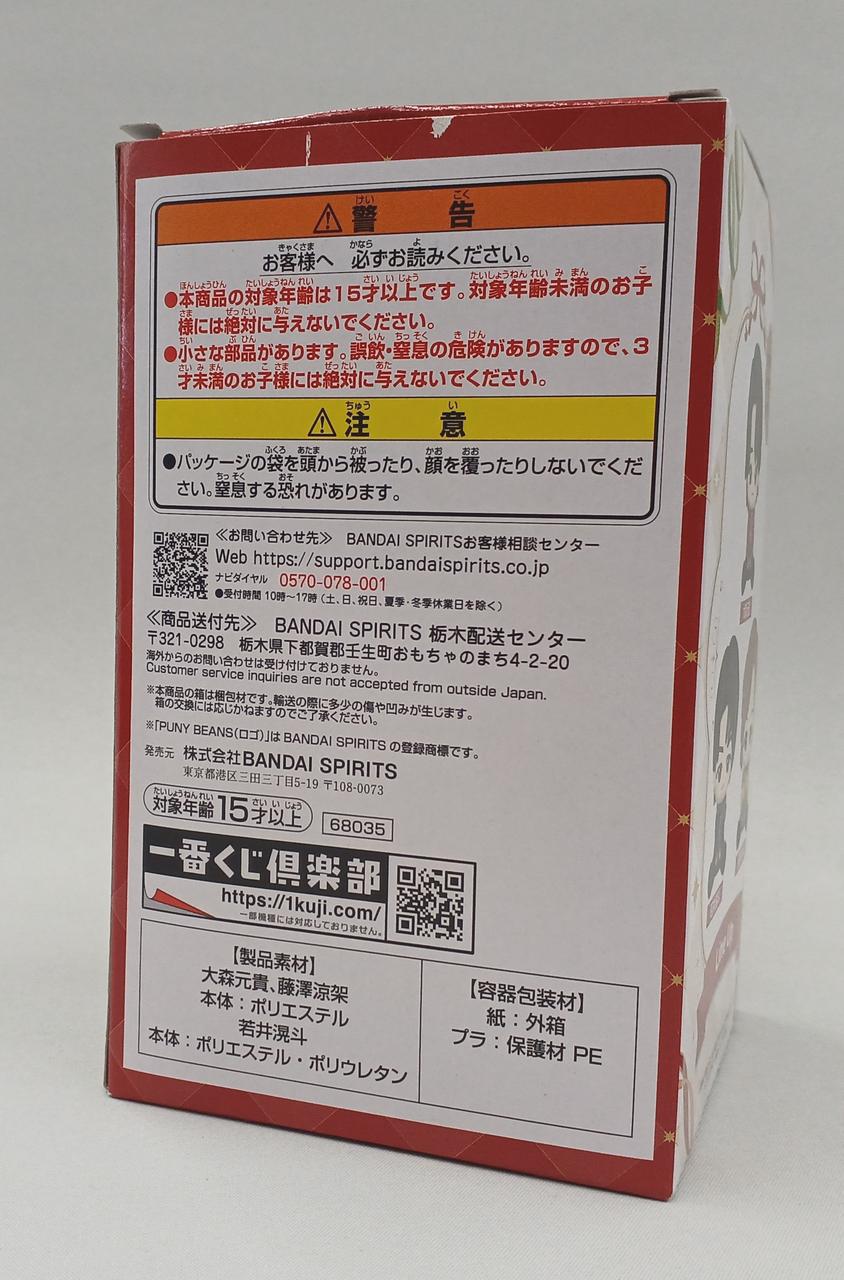 ⚠警告
お客様へ 必ずお読みください。
●本商品の対象年齢は15才以上です。対象年齢未満のお子
様には絶対に与えないでください。
●小さな部品があります。誤飲・窒息の危険がありますので、3
才未満のお子様には絶対に与えないでください。
⚠注意
●パッケージの袋を頭から被ったり、顔を覆ったりしないでくだ
さい。窒息する恐れがあります。
≪お問い合わせ先≫ BANDAI SPIRITSお客様相談センター
Web https://support.bandaispirits.co.jp
ナビダイヤル 0570-078-001
●受付時間 10時～17時(土、日、祝日、夏季・冬季休業日を除く)
≪商品送付先≫ BANDAI SPIRITS 栃木配送センター
〒321-0298 栃木県下都賀郡壬生町おもちゃのまち4-2-20
海外からのお問い合わせは受け付けておりません。
Customer service inquiries are not accepted from outside Japan.
※本商品の箱は梱包材です。輸送の際に多少の傷や凹みが生じます。
箱の交換には応じかねますのでご了承ください。
※「PUNY BEANS(ロゴ)」は BANDAI SPIRITS の登録商標です。
発売元 株式会社BANDAI SPIRITS
東京都港区三田三丁目5-19 〒108-0073
対象年齢15才以上 68035
一番くじ倶楽部
https://1kuji.com/
一部機種には対応しておりません。
【製品素材】
大森元貴、藤澤涼架
本体：ポリエステル
若井滉斗
本体：ポリエステル・ポリウレタン
【容器包装材】
紙：外箱
プラ：保護材 PE